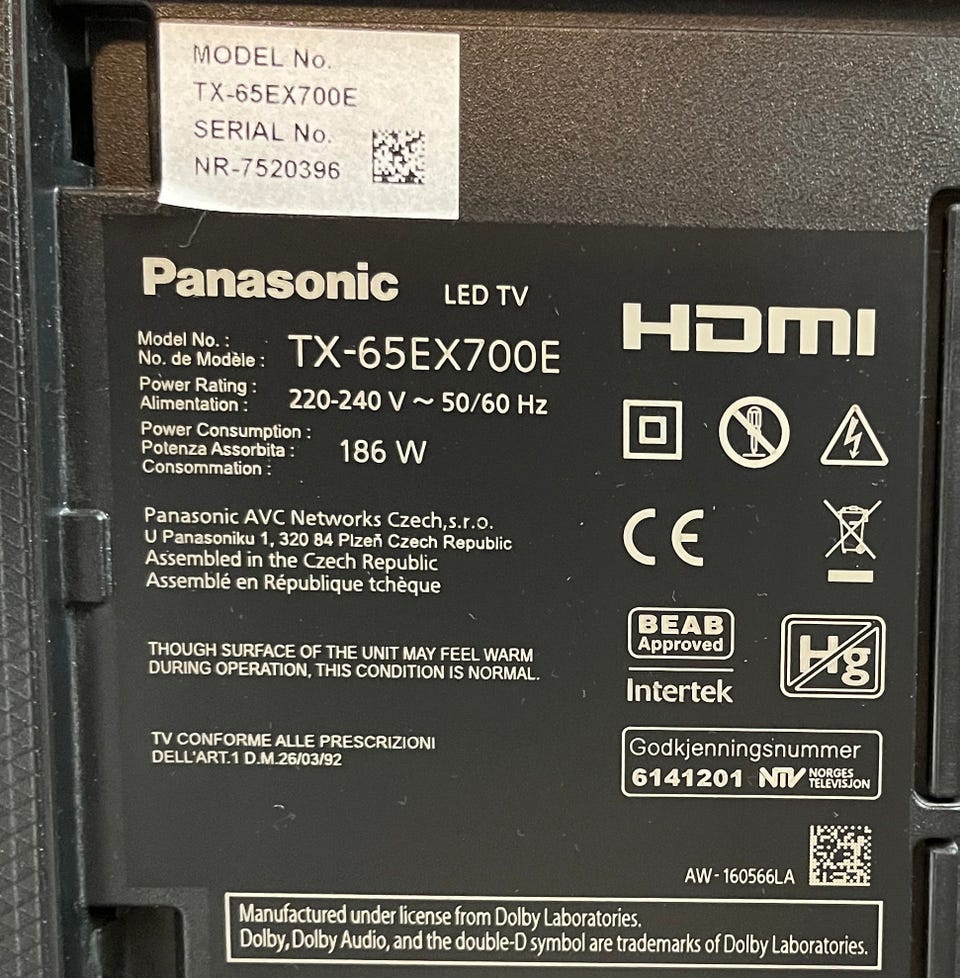 MODEL No.
TX-65EX700E
SERIAL No.
NR-7520396
Panasonic LED TV
HDMI
Model No. :
No. de Modèle : TX-65EX700E
Power Rating :
Alimentation : 220-240 V ~ 50/60 Hz
Power Consumption :
Potenza Assorbita : 186 W
Consommation :
CE
Panasonic AVC Networks Czech,s.r.o.
U Panasoniku 1, 320 84 Plzeň Czech Republic
Assembled in the Czech Republic
Assemblé en République tchèque
BEAB
Approved
Intertek
Hg
THOUGH SURFACE OF THE UNIT MAY FEEL WARM
DURING OPERATION, THIS CONDITION IS NORMAL.
TV CONFORME ALLE PRESCRIZIONI
DELL'ART.1 D.M.26/03/92
Godkjenningsnummer
6141201 NTV NORGES
TELEVISJON
AW-160566LA
Manufactured under license from Dolby Laboratories.
Dolby, Dolby Audio, and the double-D symbol are trademarks of Dolby Laboratories.